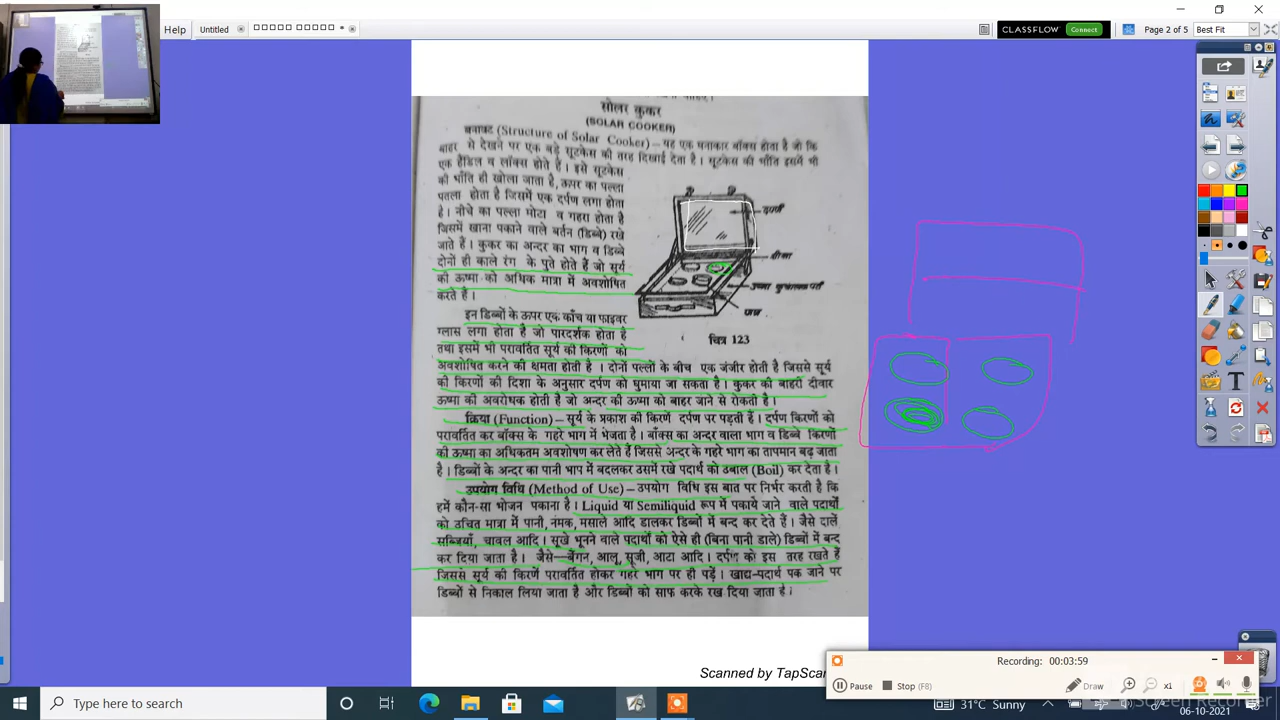 Help
Untitled
CLASSFLOW Connect
Page 2 of 5
Best Fit
सोलर कुकर
(SOLAR COOKER)
बनावट (Structure of Solar Cooker) – यह एक घनाकार बॉक्स होता है जो कि
बाहर से देखने पर एक बड़े सूटकेस की तरह दिखाई देता है। सूटकेस की भाँति इसमें भी
एक हैंडिल व लॉक्स होते हैं। इसे सूटकेस
की भाँति ही खोला जाता है, ऊपर का पल्ला
पतला होता है जिसमें एक दर्पण लगा होता
है। नीचे का पल्ला मोटा व गहरा होता है
जिसमें खाना पकाने वाले बर्तन (डिब्बे) रखे
जाते हैं। कुकर का अन्दर का भाग व डिब्बे
दोनों ही काले रंग के पुते होते हैं जो सूर्य
की ऊष्मा को अधिक मात्रा में अवशोषित
करते हैं।
दर्पण
शीशा
ऊष्मा कुचालक पर्त
पात्र
चित्र 123
इन डिब्बों के ऊपर एक काँच या फाइबर
ग्लास लगा होता है जो पारदर्शक होता है
तथा इसमें भी परावर्तित सूर्य की किरणों को
अवशोषित करने की क्षमता होती है। दोनों पल्लों के बीच एक जंजीर होती है जिससे सूर्य
की किरणों की दिशा के अनुसार दर्पण को घुमाया जा सकता है। कुकर की बाहरी दीवार
ऊष्मा की अवरोधक होती है जो अन्दर की ऊष्मा को बाहर जाने से रोकती है।
क्रिया (Function) – सूर्य के प्रकाश की किरणें दर्पण पर पड़ती हैं। दर्पण किरणों को
परावर्तित कर बॉक्स के गहरे भाग में भेजता है। बॉक्स का अन्दर वाला भाग व डिब्बे किरणों
की ऊष्मा का अधिकतम अवशोषण कर लेते हैं जिससे अन्दर के गहरे भाग का तापमान बढ़ जाता
है। डिब्बों के अन्दर का पानी भाप में बदलकर उसमें रखे पदार्थ को उबाल (Boil) कर देता है।
उपयोग विधि (Method of Use) – उपयोग विधि इस बात पर निर्भर करती है कि
हमें कौन-सा भोजन पकाना है। Liquid या Semiliquid रूप में पकाये जाने वाले पदार्थों
को उचित मात्रा में पानी, नमक, मसाले आदि डालकर डिब्बों में बन्द कर देते हैं। जैसे दालें
सब्जियाँ, चावल आदि। सूखे भूनने वाले पदार्थों को ऐसे ही (बिना पानी डाले) डिब्बों में बन्द
कर दिया जाता है। जैसे—बैंगन, आलू, सूजी, आटा आदि। दर्पण को इस तरह रखते हैं
जिससे सूर्य की किरणें परावर्तित होकर गहरे भाग पर ही पड़ें। खाद्य-पदार्थ पक जाने पर
डिब्बों से निकाल लिया जाता है और डिब्बों को साफ करके रख दिया जाता है।
Scanned by TapScan
Recording: 00:03:59
Pause
Stop (F8)
Draw
x1
Type here to search
31°C Sunny
06-10-2021
Screen Recorder